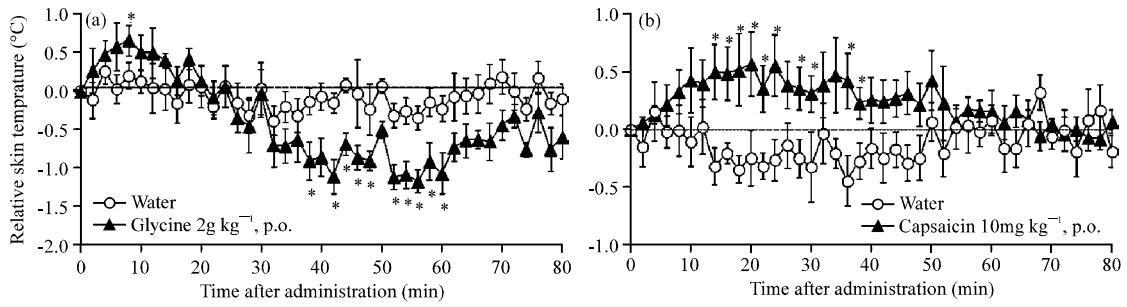 (a)
Relative skin temprature (°C)
1.0
0.5
0.0
-0.5
-1.0
-1.5
-2.0
*
* * * * * * * * * *
Water
Glycine 2g kg⁻¹, p.o.
0 10 20 30 40 50 60 70 80
Time after administration (min)
(b)
1.0
0.5
0.0
-0.5
-1.0
* * * * * * * * * * *
Water
Capsaicin 10mg kg⁻¹, p.o.
0 10 20 30 40 50 60 70 80
Time after administration (min)